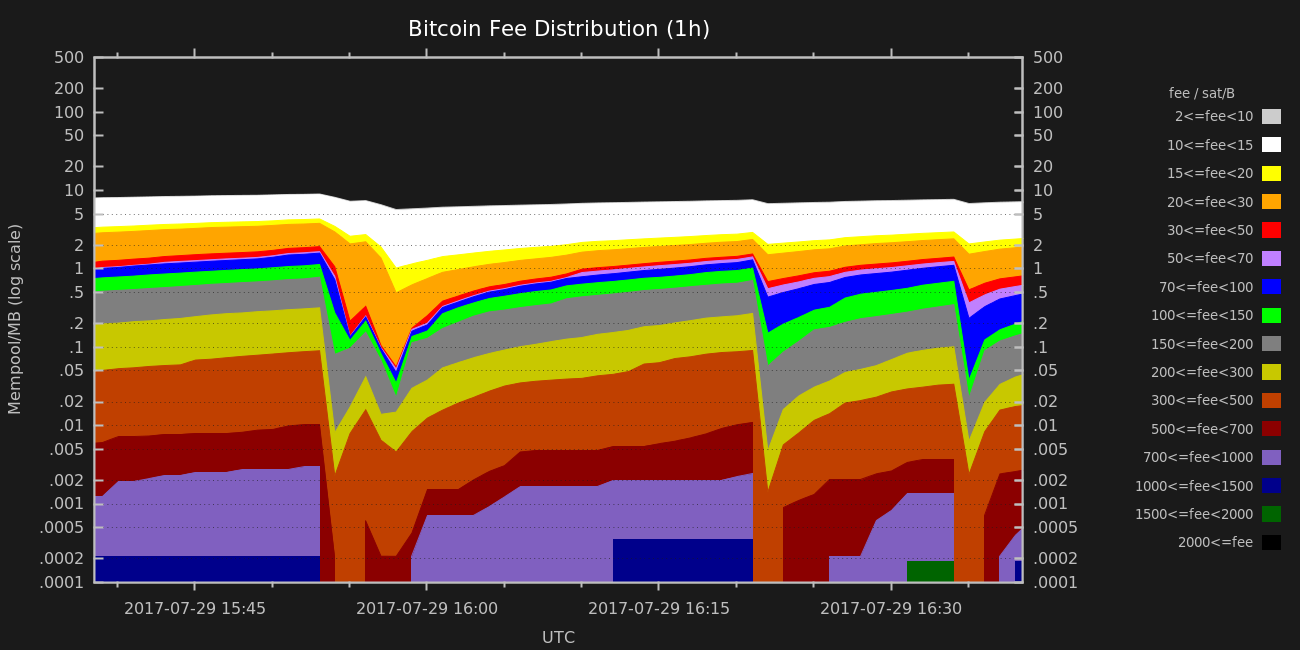 Bitcoin Fee Distribution (1h)
500 500
200 200
100 100
50 50
20 20
10 10
5 5
2 2
1 1
.5 .5
.2 .2
.1 .1
.05 .05
.02 .02
.01 .01
.005 .005
.002 .002
.001 .001
.0005 .0005
.0002 .0002
.0001 .0001
Mempool/MB (log scale)
2017-07-29 15:45 2017-07-29 16:00 2017-07-29 16:15 2017-07-29 16:30
UTC
fee / sat/B
2<=fee<10
10<=fee<15
15<=fee<20
20<=fee<30
30<=fee<50
50<=fee<70
70<=fee<100
100<=fee<150
150<=fee<200
200<=fee<300
300<=fee<500
500<=fee<700
700<=fee<1000
1000<=fee<1500
1500<=fee<2000
2000<=fee